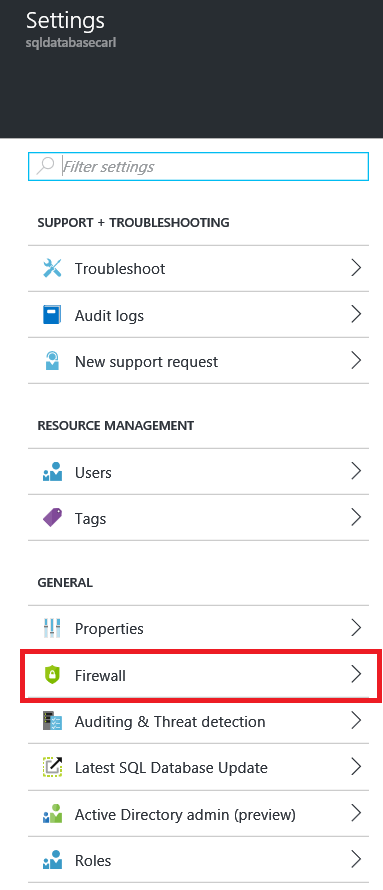 Settings
sqldatabasecarl
Filter settings
SUPPORT + TROUBLESHOOTING
Troubleshoot
Audit logs
New support request
RESOURCE MANAGEMENT
Users
Tags
GENERAL
Properties
Firewall
Auditing & Threat detection
Latest SQL Database Update
Active Directory admin (preview)
Roles